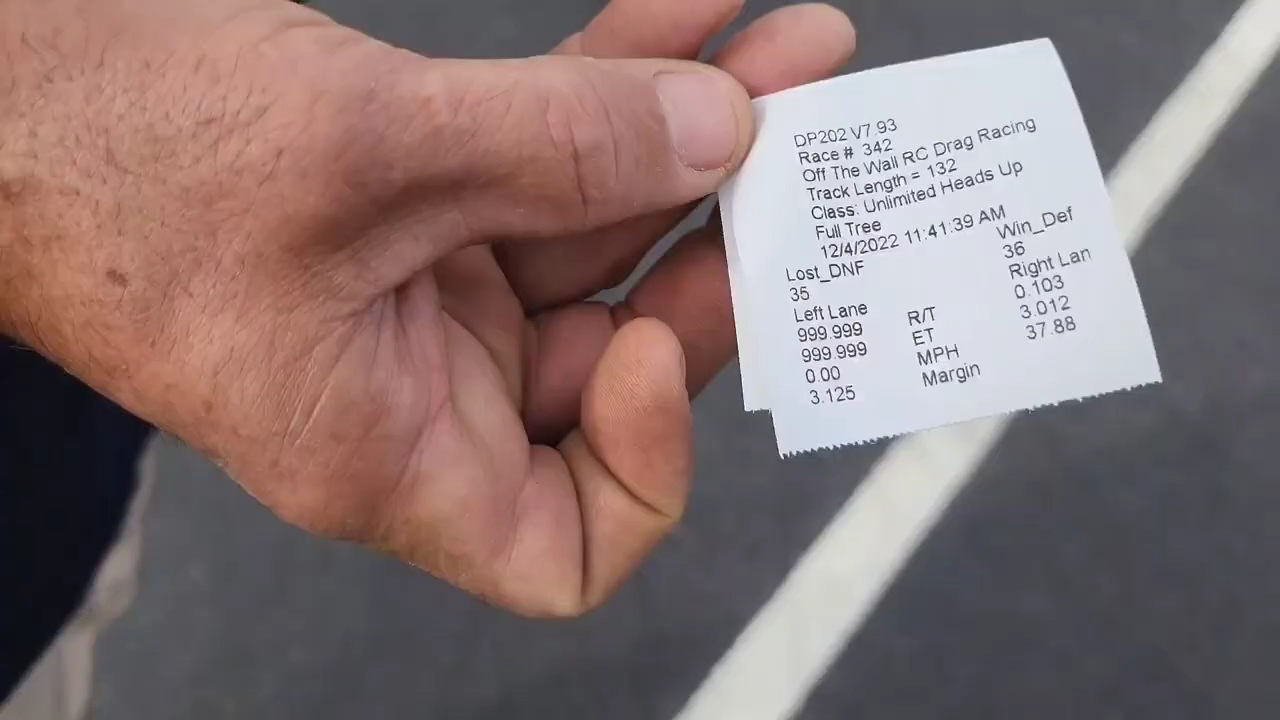 DP202 V7.93
Race # 342
Off The Wall RC Drag Racing
Track Length = 132
Class: Unlimited Heads Up
Full Tree
12/4/2022 11:41:39 AM
Lost_DNF Win_Def
35 36
Left Lane Right Lan
999.999 R/T 0.103
999.999 ET 3.012
0.00 MPH 37.88
3.125 Margin